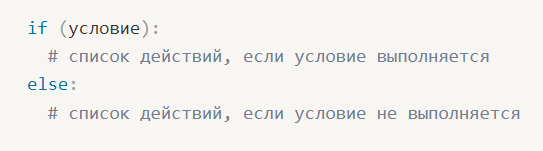 if (условие):
# список действий, если условие выполняется
else:
# список действий, если условие не выполняется